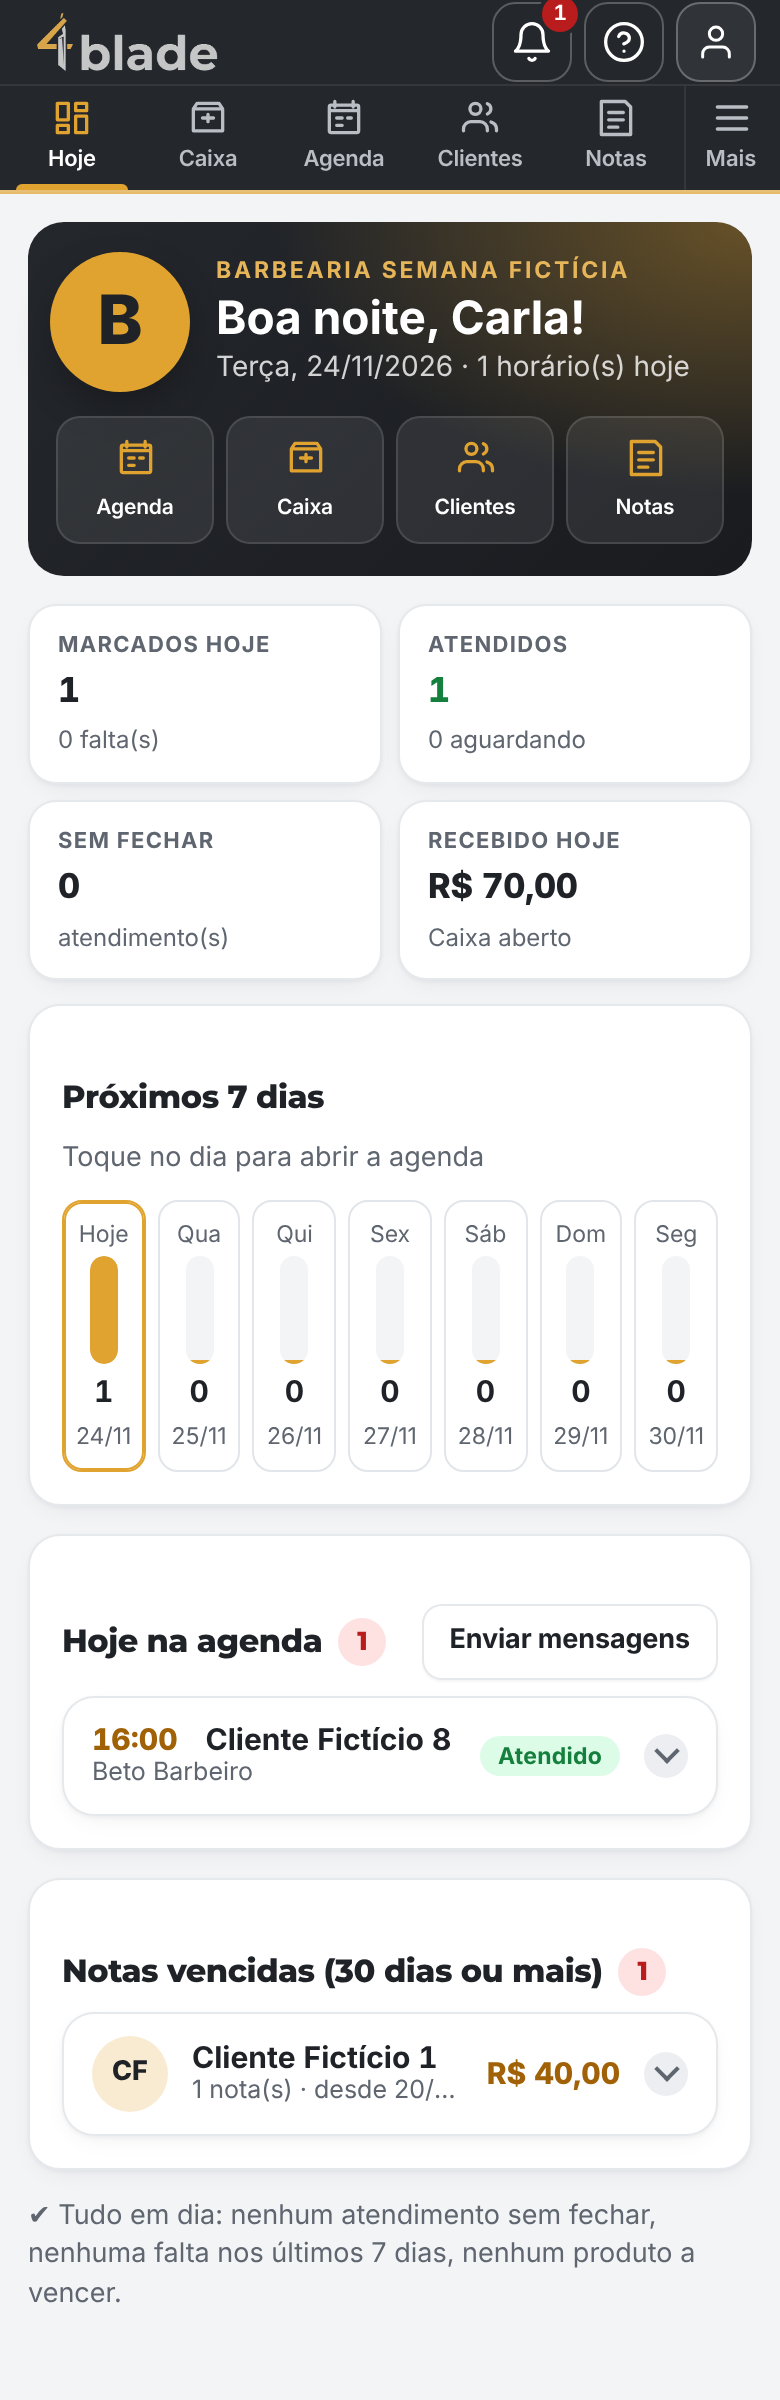 4blade
1
Hoje
Caixa
Agenda
Clientes
Notas
Mais
B
BARBEARIA SEMANA FICTÍCIA
Boa noite, Carla!
Terça, 24/11/2026 · 1 horário(s) hoje
Agenda
Caixa
Clientes
Notas
MARCADOS HOJE
1
0 falta(s)
ATENDIDOS
1
0 aguardando
SEM FECHAR
0
atendimento(s)
RECEBIDO HOJE
R$ 70,00
Caixa aberto
Próximos 7 dias
Toque no dia para abrir a agenda
Hoje
1
24/11
Qua
0
25/11
Qui
0
26/11
Sex
0
27/11
Sáb
0
28/11
Dom
0
29/11
Seg
0
30/11
Hoje na agenda 1
Enviar mensagens
16:00 Cliente Fictício 8
Beto Barbeiro
Atendido
Notas vencidas (30 dias ou mais) 1
CF
Cliente Fictício 1
1 nota(s) · desde 20/...
R$ 40,00
✔ Tudo em dia: nenhum atendimento sem fechar,
nenhuma falta nos últimos 7 dias, nenhum produto a
vencer.